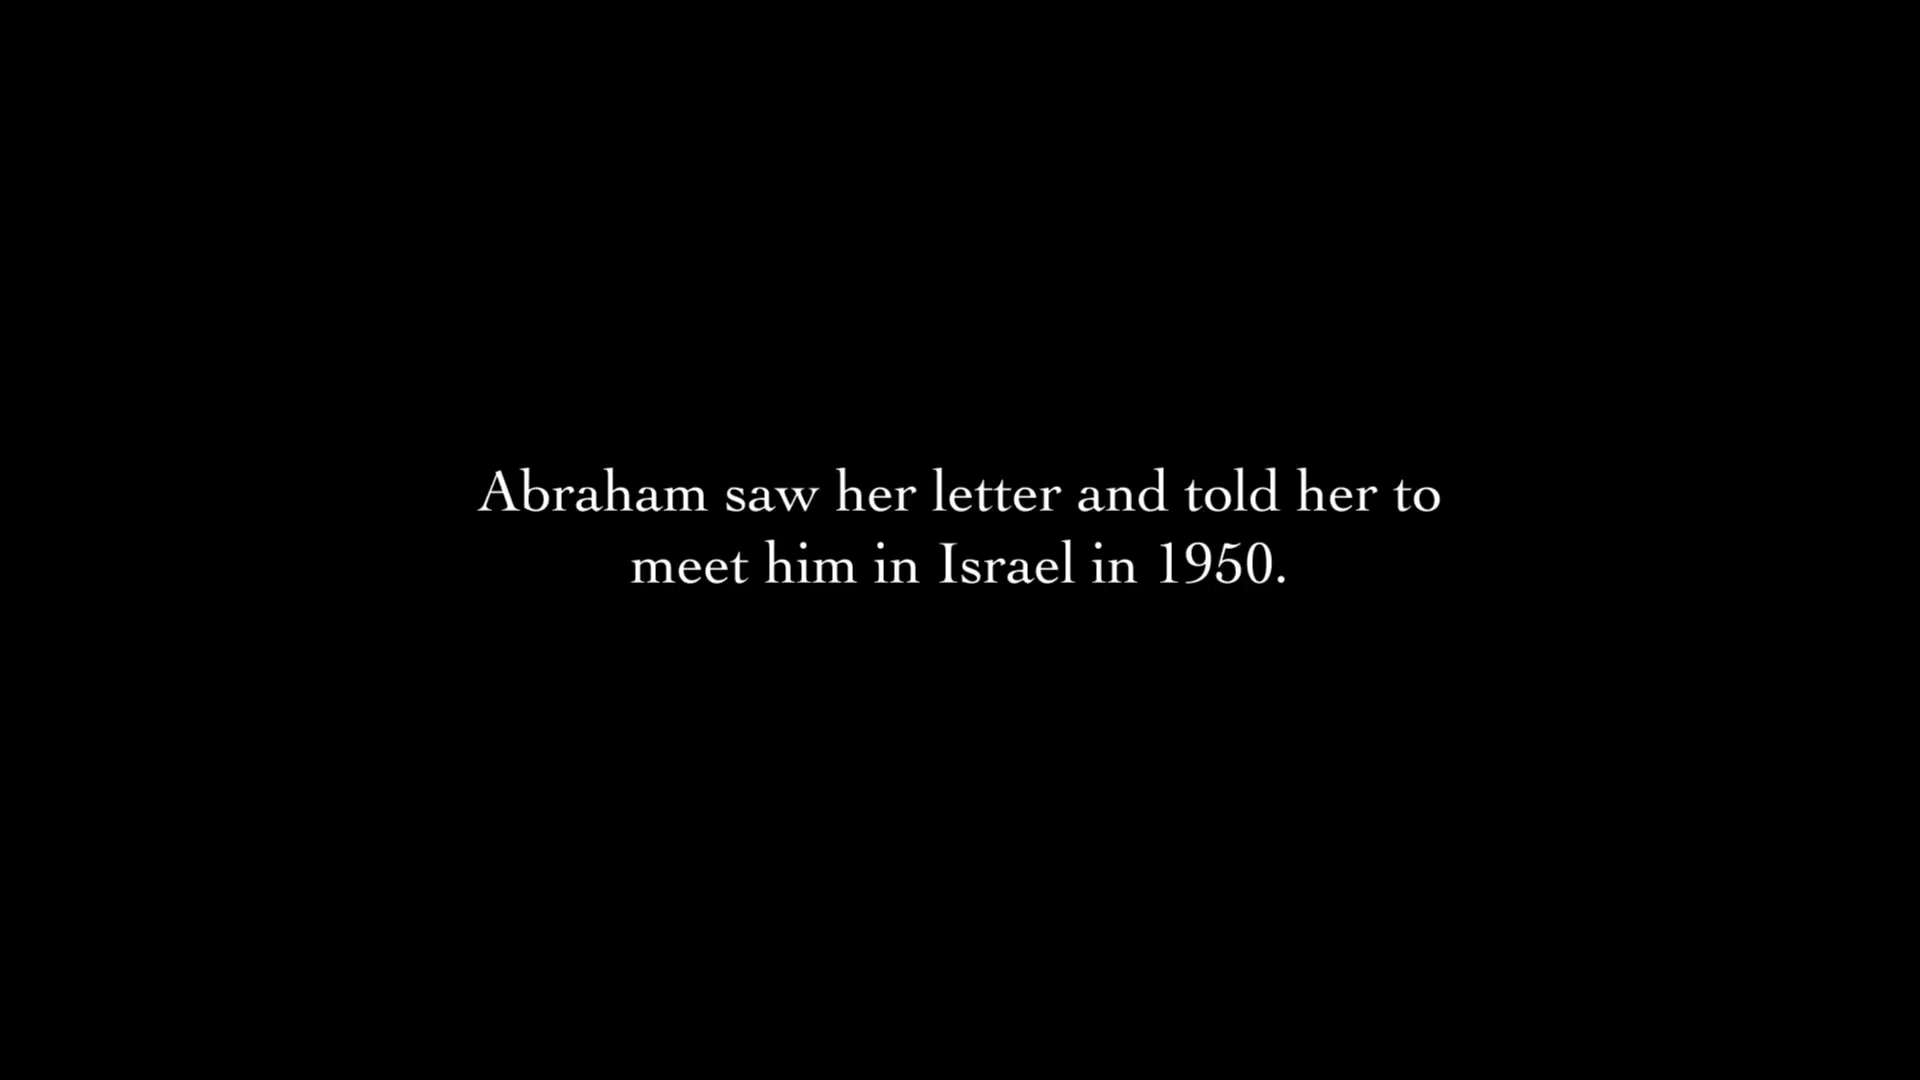 Abraham saw her letter and told her to
meet him in Israel in 1950.